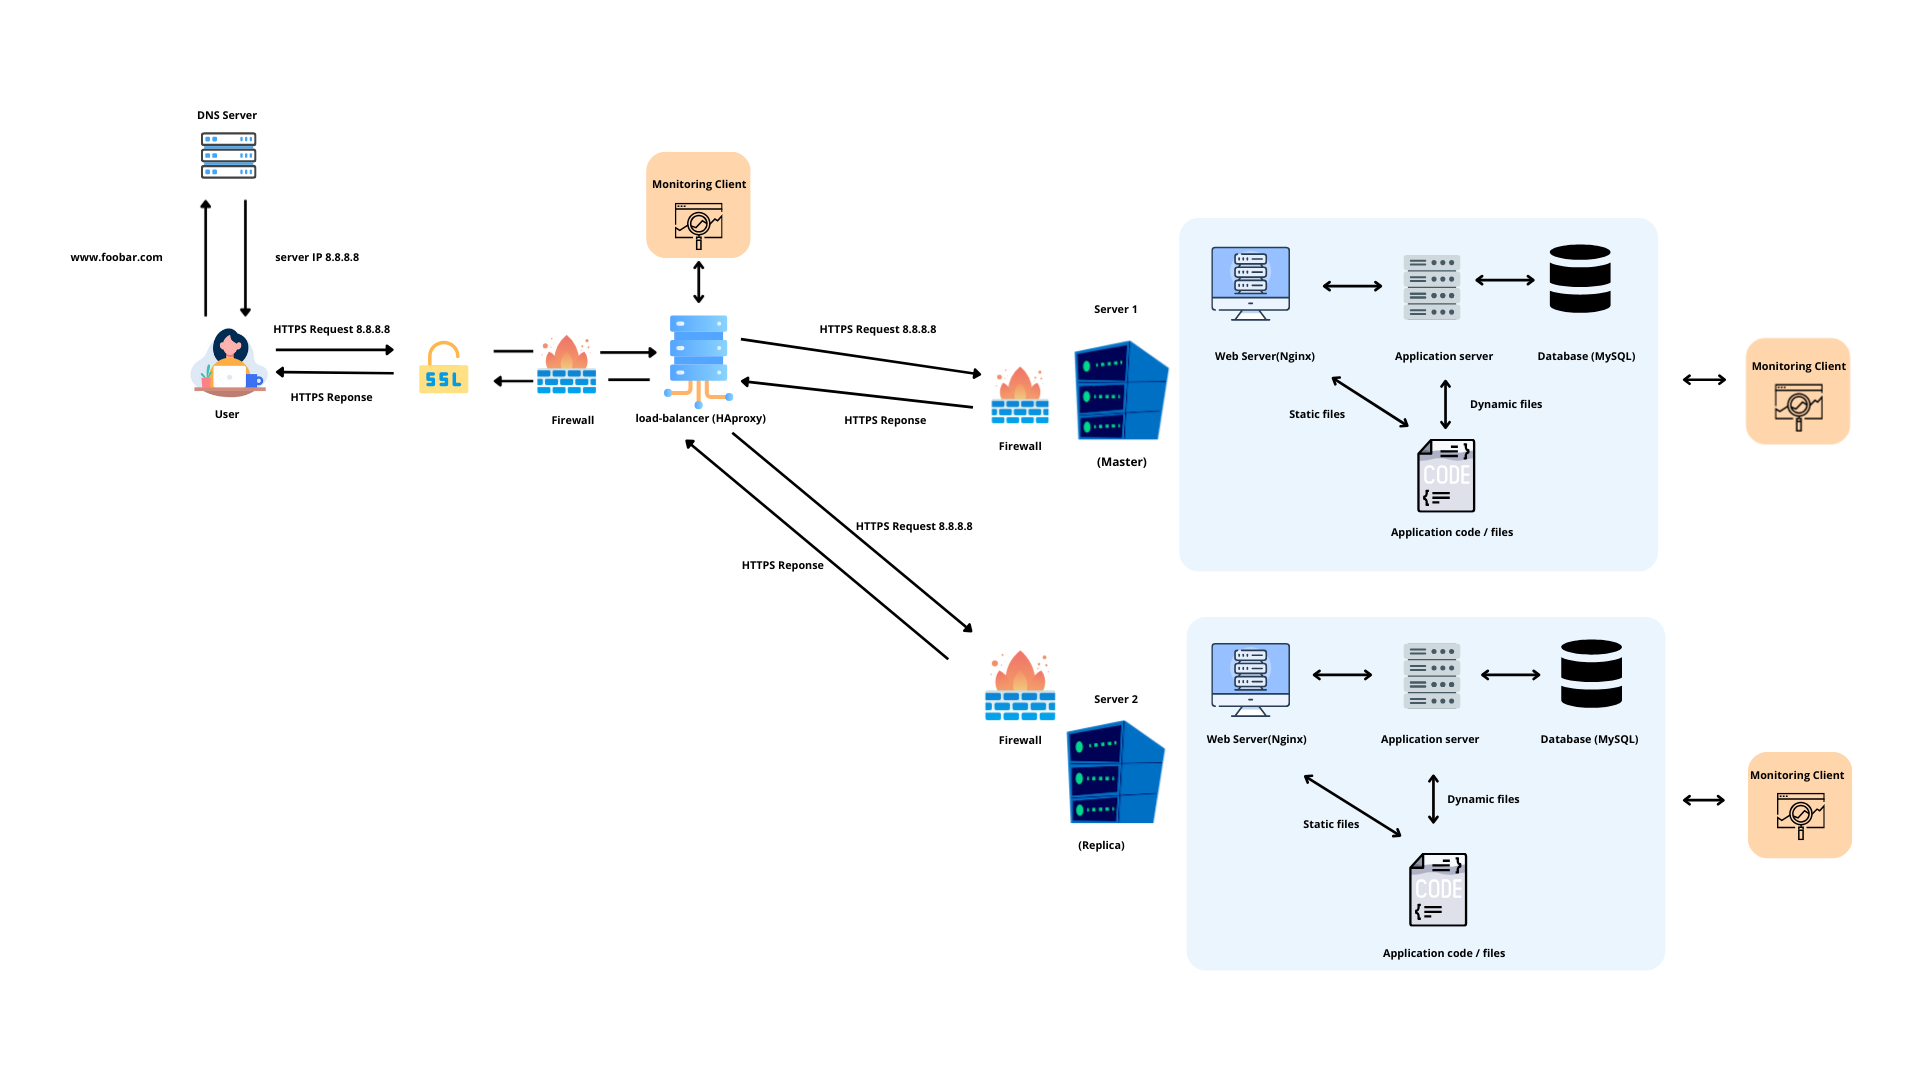 DNS Server
www.foobar.com
server IP 8.8.8.8
HTTPS Request 8.8.8.8
HTTPS Reponse
User
SSL
Firewall
Monitoring Client
load-balancer (HAproxy)
HTTPS Request 8.8.8.8
HTTPS Reponse
HTTPS Request 8.8.8.8
HTTPS Reponse
Firewall
Server 1
(Master)
Web Server(Nginx)
Application server
Database (MySQL)
Static files
Dynamic files
CODE
Application code / files
Monitoring Client
Firewall
Server 2
(Replica)
Web Server(Nginx)
Application server
Database (MySQL)
Static files
Dynamic files
CODE
Application code / files
Monitoring Client